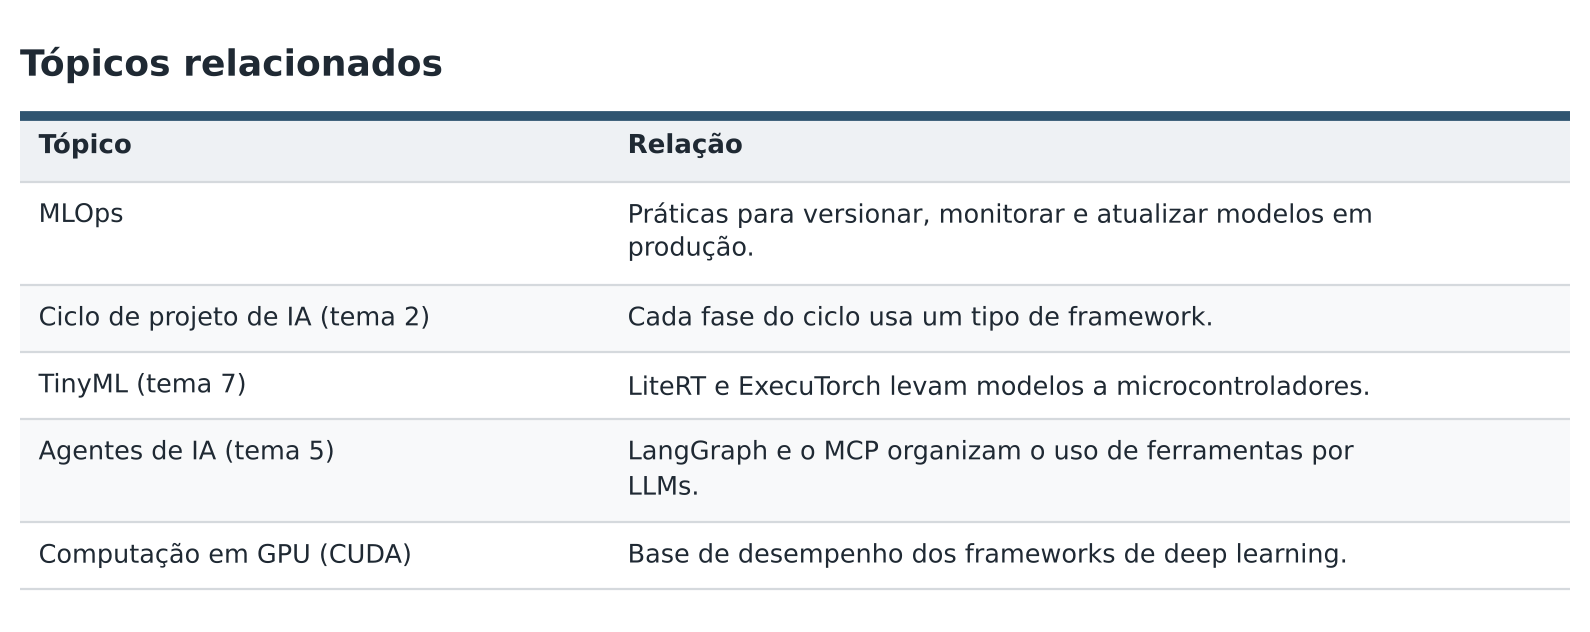 Tópicos relacionados
Tópico
Relação
MLOps
Práticas para versionar, monitorar e atualizar modelos em
produção.
Ciclo de projeto de IA (tema 2)
Cada fase do ciclo usa um tipo de framework.
TinyML (tema 7)
LiteRT e ExecuTorch levam modelos a microcontroladores.
Agentes de IA (tema 5)
LangGraph e o MCP organizam o uso de ferramentas por
LLMs.
Computação em GPU (CUDA)
Base de desempenho dos frameworks de deep learning.